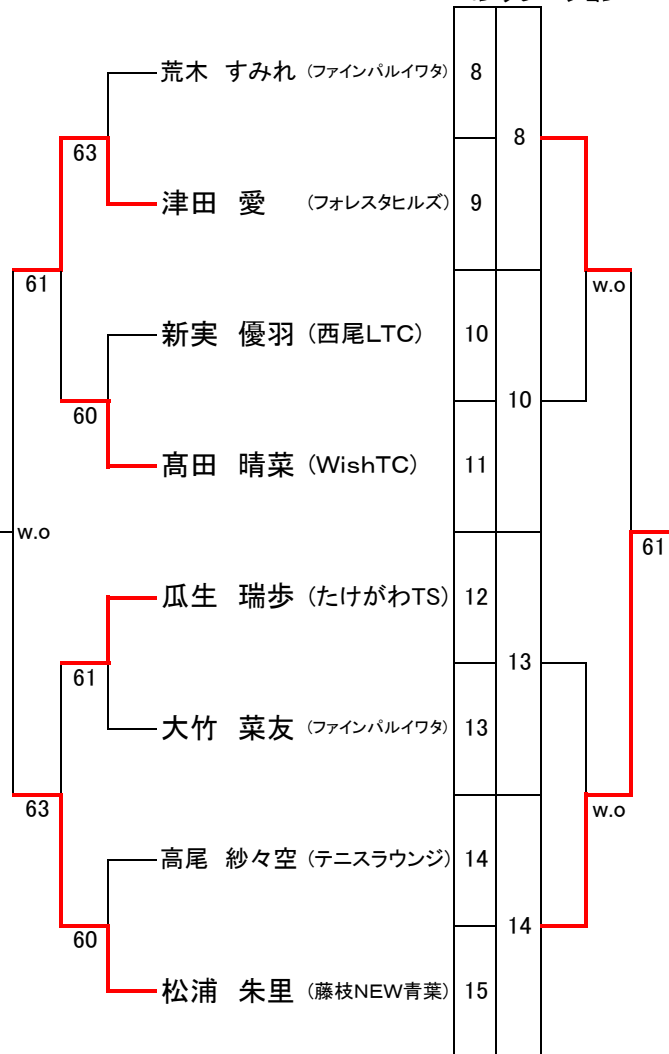 荒木 すみれ (ファインパルイワタ) 8
8
63
津田 愛 (フォレスタヒルズ) 9
61
w.o
新実 優羽 (西尾LTC) 10
10
60
髙田 晴菜 (WishTC) 11
w.o
61
瓜生 瑞歩 (たけがわTS) 12
13
61
大竹 菜友 (ファインパルイワタ) 13
63
w.o
高尾 紗々空 (テニスラウンジ) 14
14
60
松浦 朱里 (藤枝NEW青葉) 15